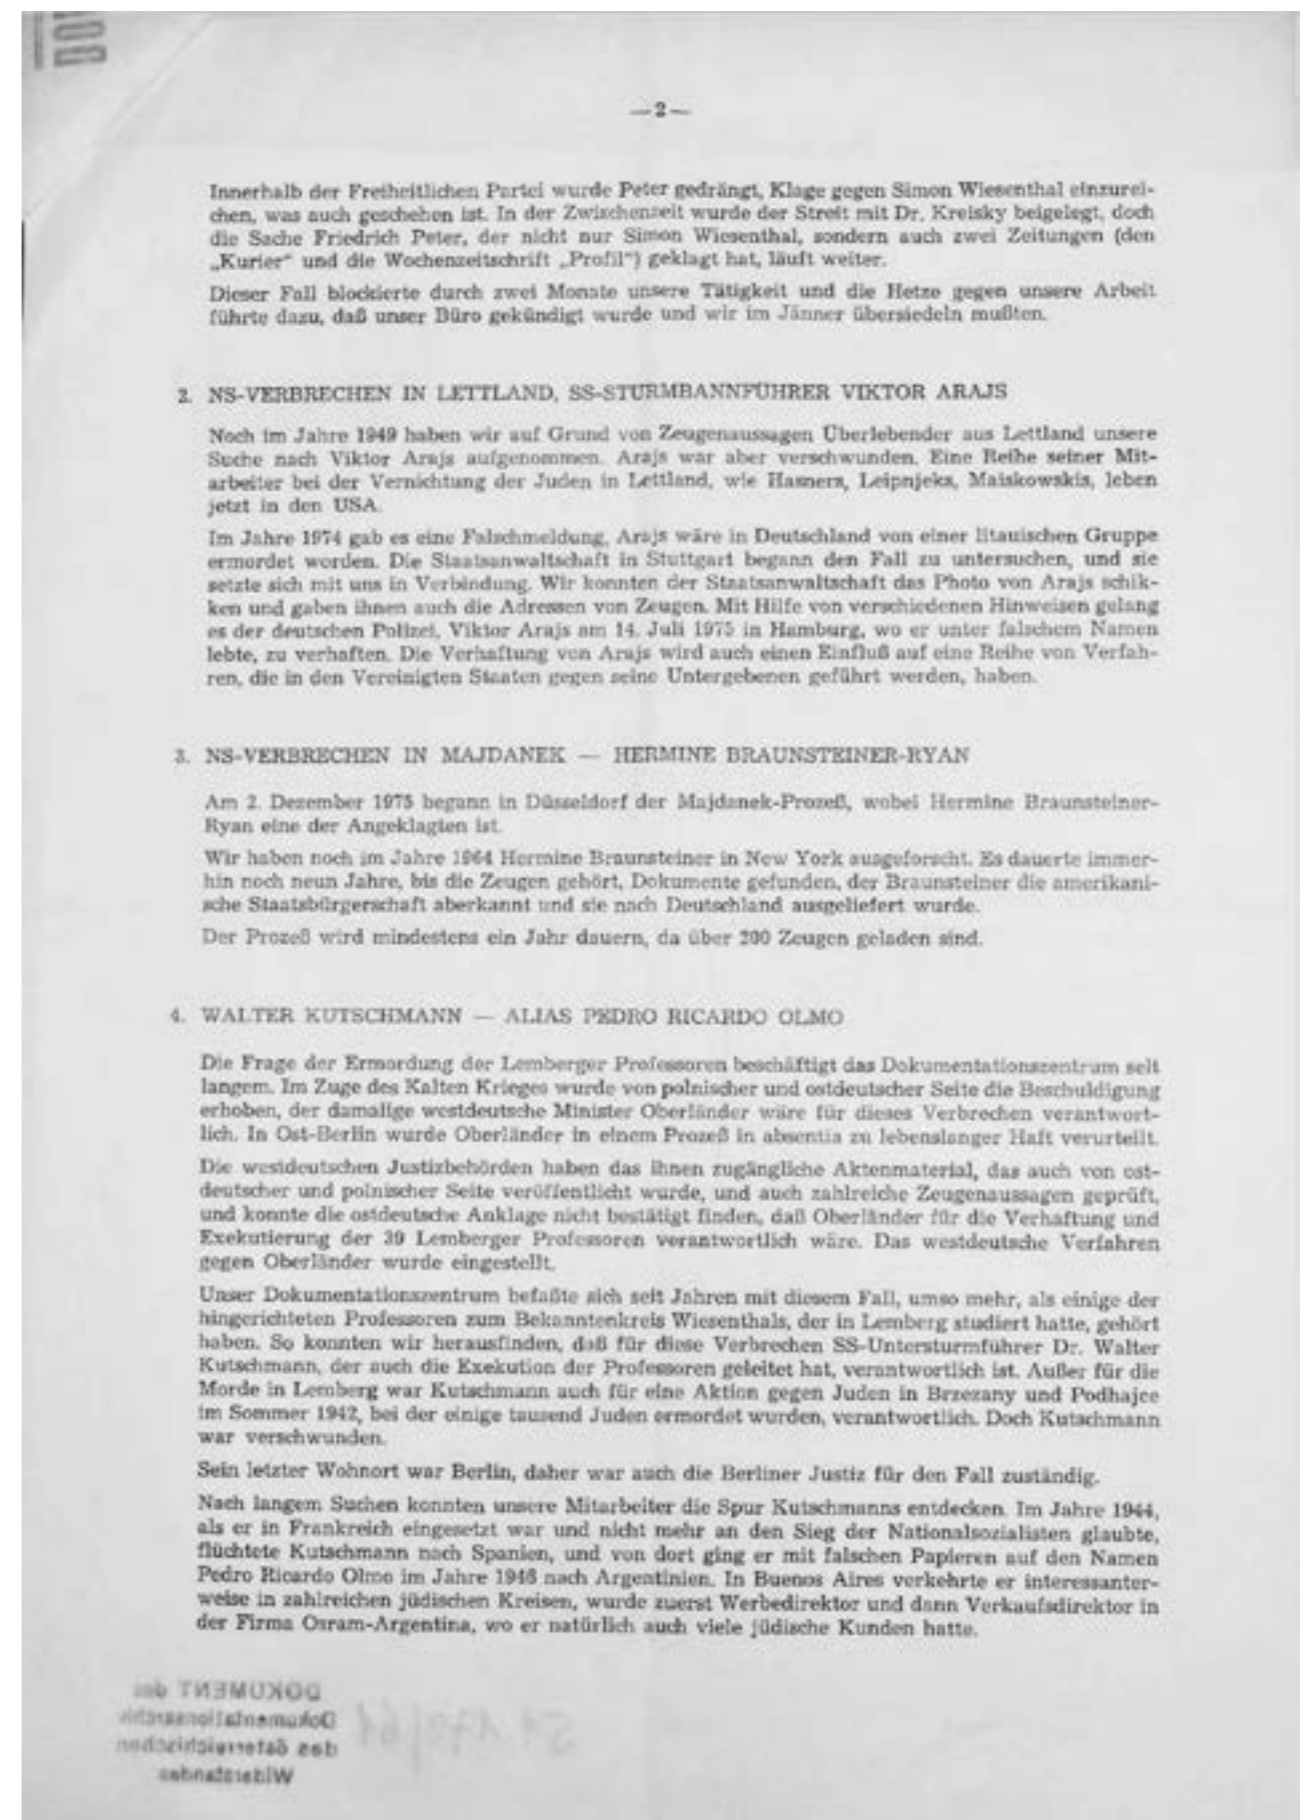 —2—
Innerhalb der Freiheitlichen Partei wurde Peter gedrängt, Klage gegen Simon Wiesenthal einzurei-
chen, was auch geschehen ist. In der Zwischenzeit wurde der Streit mit Dr. Kreisky beigelegt, doch
die Sache Friedrich Peter, der nicht nur Simon Wiesenthal, sondern auch zwei Zeitungen (den
„Kurier“ und die Wochenzeitschrift „Profil“) geklagt hat, läuft weiter.
Dieser Fall blockierte durch zwei Monate unsere Tätigkeit und die Hetze gegen unsere Arbeit
führte dazu, daß unser Büro gekündigt wurde und wir im Jänner übersiedeln mußten.
2. NS-VERBRECHEN IN LETTLAND, SS-STURMBANNFÜHRER VIKTOR ARAJS
Noch im Jahre 1949 haben wir auf Grund von Zeugenaussagen Überlebender aus Lettland unsere
Suche nach Viktor Arajs aufgenommen. Arajs war aber verschwunden. Eine Reihe seiner Mit-
arbeiter bei der Vernichtung der Juden in Lettland, wie Hasners, Leipnjeks, Maiskowskis, leben
jetzt in den USA.
Im Jahre 1974 gab es eine Falschmeldung, Arajs wäre in Deutschland von einer litauischen Gruppe
ermordet worden. Die Staatsanwaltschaft in Stuttgart begann den Fall zu untersuchen, und sie
setzte sich mit uns in Verbindung. Wir konnten der Staatsanwaltschaft das Photo von Arajs schik-
ken und gaben ihnen auch die Adressen von Zeugen. Mit Hilfe von verschiedenen Hinweisen gelang
es der deutschen Polizei, Viktor Arajs am 14. Juli 1975 in Hamburg, wo er unter falschem Namen
lebte, zu verhaften. Die Verhaftung von Arajs wird auch einen Einfluß auf eine Reihe von Verfah-
ren, die in den Vereinigten Staaten gegen seine Untergebenen geführt werden, haben.
3. NS-VERBRECHEN IN MAJDANEK — HERMINE BRAUNSTEINER-RYAN
Am 2. Dezember 1975 begann in Düsseldorf der Majdanek-Prozeß, wobei Hermine Braunsteiner-
Ryan eine der Angeklagten ist.
Wir haben noch im Jahre 1964 Hermine Braunsteiner in New York ausgeforscht. Es dauerte immer-
hin noch neun Jahre, bis die Zeugen gehört, Dokumente gefunden, der Braunsteiner die amerikani-
sche Staatsbürgerschaft aberkannt und sie nach Deutschland ausgeliefert wurde.
Der Prozeß wird mindestens ein Jahr dauern, da über 200 Zeugen geladen sind.
4. WALTER KUTSCHMANN — ALIAS PEDRO RICARDO OLMO
Die Frage der Ermordung der Lemberger Professoren beschäftigt das Dokumentationszentrum seit
langem. Im Zuge des Kalten Krieges wurde von polnischer und ostdeutscher Seite die Beschuldigung
erhoben, der damalige westdeutsche Minister Oberländer wäre für dieses Verbrechen verantwort-
lich. In Ost-Berlin wurde Oberländer in einem Prozeß in absentia zu lebenslanger Haft verurteilt.
Die westdeutschen Justizbehörden haben das ihnen zugängliche Aktenmaterial, das auch von ost-
deutscher und polnischer Seite veröffentlicht wurde, und auch zahlreiche Zeugenaussagen geprüft,
und konnte die ostdeutsche Anklage nicht bestätigt finden, daß Oberländer für die Verhaftung und
Exekutierung der 39 Lemberger Professoren verantwortlich wäre. Das westdeutsche Verfahren
gegen Oberländer wurde eingestellt.
Unser Dokumentationszentrum befaßte sich seit Jahren mit diesem Fall, umso mehr, als einige der
hingerichteten Professoren zum Bekanntenkreis Wiesenthals, der in Lemberg studiert hatte, gehört
haben. So konnten wir herausfinden, daß für diese Verbrechen SS-Untersturmführer Dr. Walter
Kutschmann, der auch die Exekution der Professoren geleitet hat, verantwortlich ist. Außer für die
Morde in Lemberg war Kutschmann auch für eine Aktion gegen Juden in Brzezany und Podhajce
im Sommer 1942, bei der einige tausend Juden ermordet wurden, verantwortlich. Doch Kutschmann
war verschwunden.
Sein letzter Wohnort war Berlin, daher war auch die Berliner Justiz für den Fall zuständig.
Nach langem Suchen konnten unsere Mitarbeiter die Spur Kutschmanns entdecken. Im Jahre 1944,
als er in Frankreich eingesetzt war und nicht mehr an den Sieg der Nationalsozialisten glaubte,
flüchtete Kutschmann nach Spanien, und von dort ging er mit falschen Papieren auf den Namen
Pedro Ricardo Olmo im Jahre 1946 nach Argentinien. In Buenos Aires verkehrte er interessanter-
weise in zahlreichen jüdischen Kreisen, wurde zuerst Werbedirektor und dann Verkaufsdirektor in
der Firma Osram-Argentina, wo er natürlich auch viele jüdische Kunden hatte.
DOKUMENT des
Dokumentationsarchiv
des österreichischen
Widerstandes